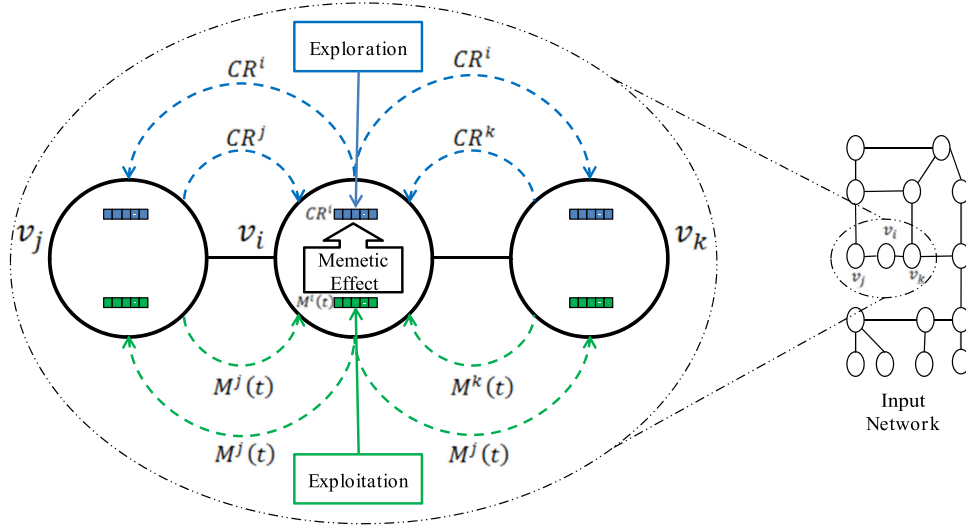 Exploration
CR^i
CR^i
CR^j
CR^k
CR^i
v_j
v_i
v_k
Memetic
Effect
M^i(t)
M^j(t)
M^k(t)
M^j(t)
M^j(t)
Exploitation
v_i
v_j
v_k
Input
Network